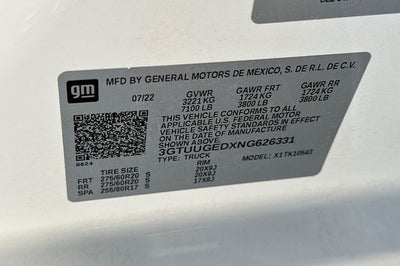 gm
MFD BY GENERAL MOTORS DE MEXICO, S. DE R.L. DE C.V.
07/22 GVWR GAWR FRT GAWR RR
3221 KG 1724 KG 1724 KG
7100 LB 3800 LB 3800 LB
THIS VEHICLE CONFORMS TO ALL
APPLICABLE U.S. FEDERAL MOTOR
VEHICLE SAFETY STANDARDS IN EFFECT
ON THE DATE OF MANUFACTURE
3GTUUGEDXNG626331
8624 TYPE: TRUCK MODEL: X1TK10543
TIRE SIZE RIM
FRT 275/60R20 S 20X9J
RR 275/60R20 S 20X9J
SPA 255/80R17 S 17X8J